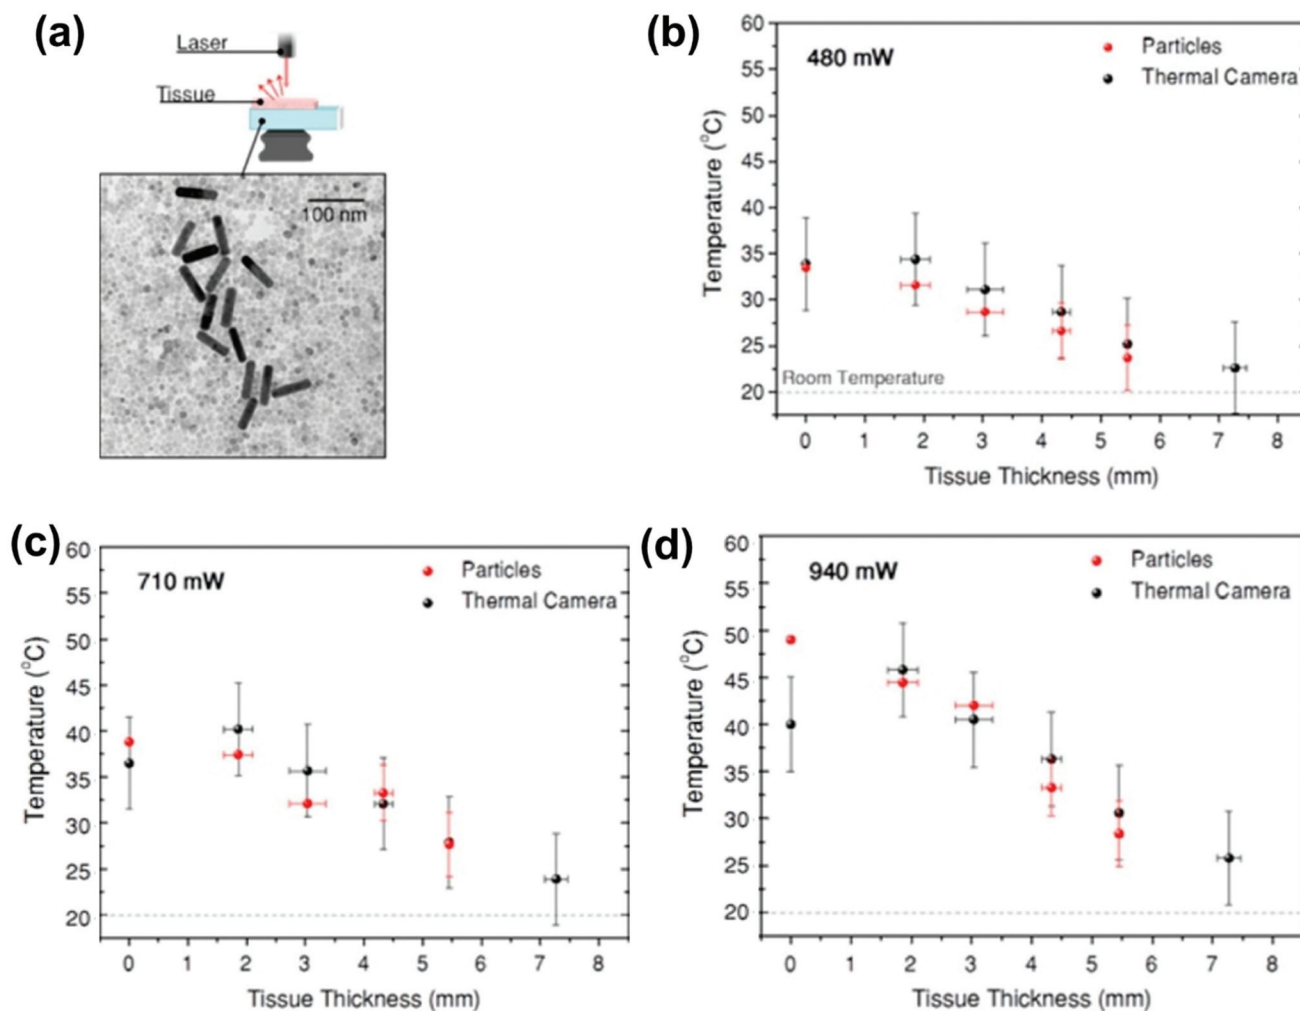 (a)
Laser
Tissue
100 nm
(b)
480 mW
Particles
Thermal Camera
60
55
50
45
40
35
30
25
20
Room Temperature
0 1 2 3 4 5 6 7 8
Temperature (°C)
Tissue Thickness (mm)
(c)
710 mW
Particles
Thermal Camera
60
55
50
45
40
35
30
25
20
0 1 2 3 4 5 6 7 8
Temperature (°C)
Tissue Thickness (mm)
(d)
940 mW
Particles
Thermal Camera
60
55
50
45
40
35
30
25
20
0 1 2 3 4 5 6 7 8
Temperature (°C)
Tissue Thickness (mm)